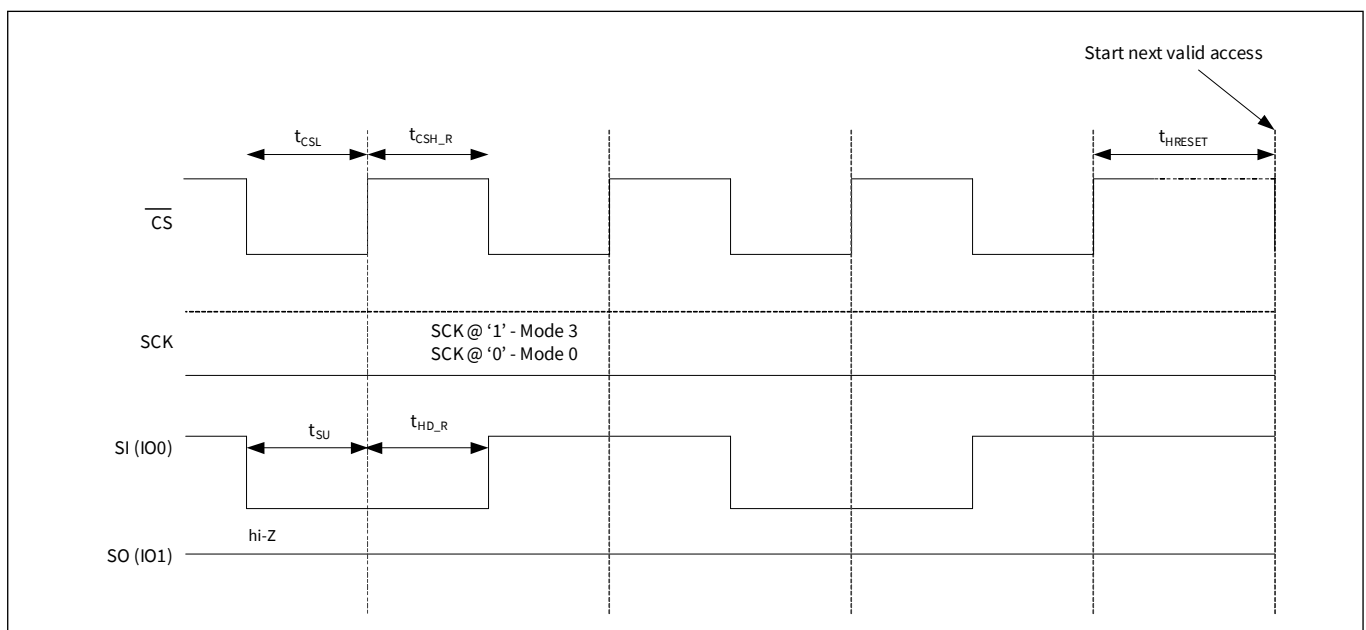 Start next valid access
tCSL
tCSH_R
tHRESET
CS
SCK
SCK @ ‘1’ - Mode 3
SCK @ ‘0’ - Mode 0
tSU
tHD_R
SI (IO0)
hi-Z
SO (IO1)